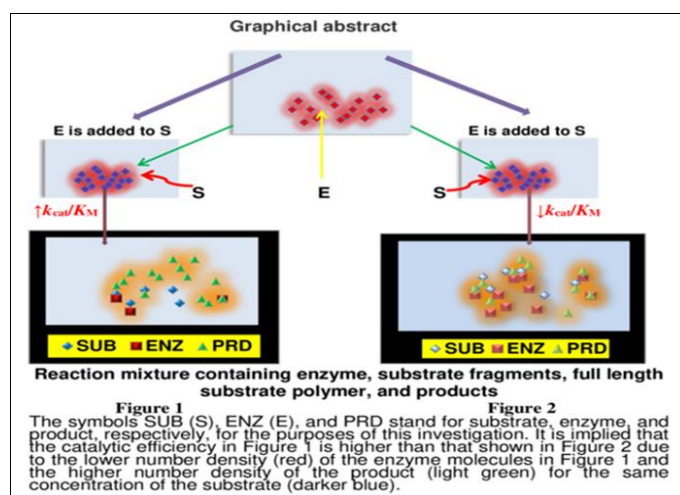 Graphical abstract
E is added to S
E is added to S
S
E
S
↑kcat/KM
↓kcat/KM
SUB ENZ PRD
SUB ENZ PRD
Reaction mixture containing enzyme, substrate fragments, full length
substrate polymer, and products
Figure 1
Figure 2
The symbols SUB (S), ENZ (E), and PRD stand for substrate, enzyme, and
product, respectively, for the purposes of this investigation. It is implied that
the catalytic efficiency in Figure 1 is higher than that shown in Figure 2 due
to the lower number density (red) of the enzyme molecules in Figure 1 and
the higher number density of the product (light green) for the same
concentration of the substrate (darker blue).